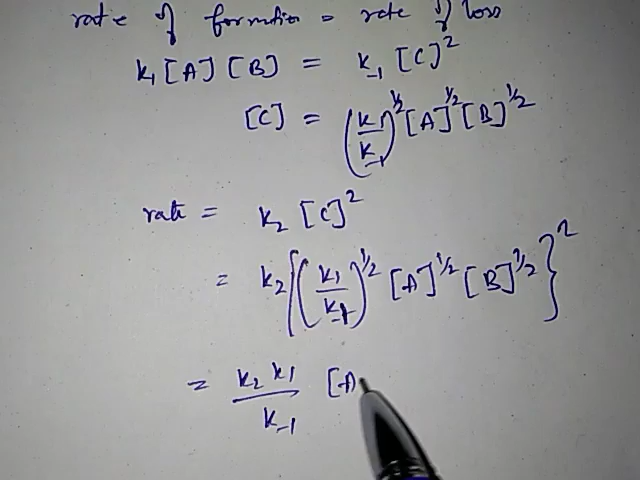 rate of formation = rate of loss
k₁ [A] [B] = k₋₁ [C]²
[C] = (k₁/k₋₁)^½ [A]^½ [B]^½
rate = k₂ [C]²
= k₂ {(k₁/k₋₁)^½ [A]^½ [B]^½}²
= k₂ k₁/k₋₁ [A